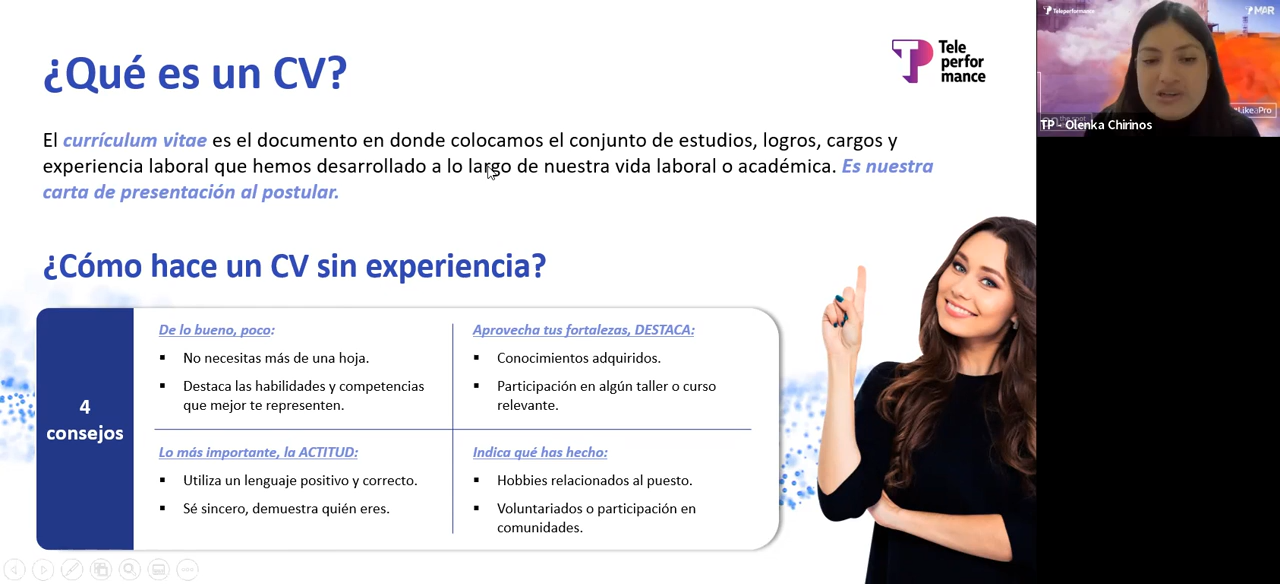 ¿Qué es un CV?
Tele
perfor
mance
El currículum vitae es el documento en donde colocamos el conjunto de estudios, logros, cargos y
experiencia laboral que hemos desarrollado a lo largo de nuestra vida laboral o académica. Es nuestra
carta de presentación al postular.
¿Cómo hace un CV sin experiencia?
4
consejos
De lo bueno, poco:
▪ No necesitas más de una hoja.
▪ Destaca las habilidades y competencias
que mejor te representen.
Aprovecha tus fortalezas, DESTACA:
▪ Conocimientos adquiridos.
▪ Participación en algún taller o curso
relevante.
Lo más importante, la ACTITUD:
▪ Utiliza un lenguaje positivo y correcto.
▪ Sé sincero, demuestra quién eres.
Indica qué has hecho:
▪ Hobbies relacionados al puesto.
▪ Voluntariados o participación en
comunidades.
Teleperformance
MAR
TP - Olenka Chirinos